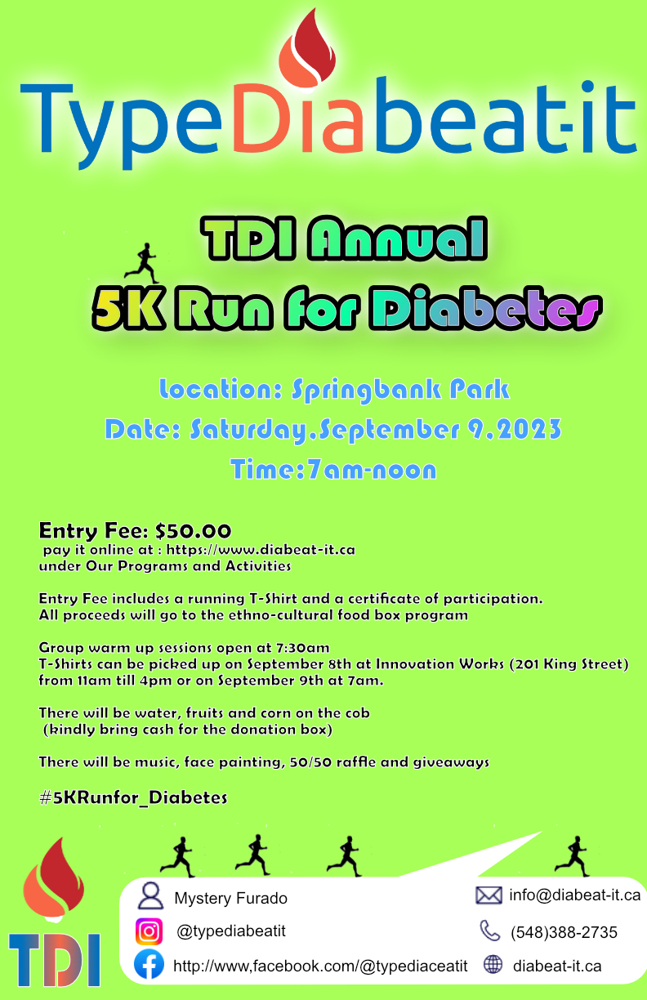 TypeDiabeat-it
TDI Annual
5K Run for Diabetes
Location: Springbank Park
Date: Saturday,September 9,2023
Time:7am-noon
Entry Fee: $50.00
pay it online at : https://www.diabeat-it.ca
under Our Programs and Activities
Entry Fee includes a running T-Shirt and a certificate of participation.
All proceeds will go to the ethno-cultural food box program
Group warm up sessions open at 7:30am
T-Shirts can be picked up on September 8th at Innovation Works (201 King Street)
from 11am till 4pm or on September 9th at 7am.
There will be water, fruits and corn on the cob
(kindly bring cash for the donation box)
There will be music, face painting, 50/50 raffle and giveaways
#5KRunfor_Diabetes
TDI
Mystery Furado
@typediabeatit
http://www,facebook.com/@typediaceatit
info@diabeat-it.ca
(548)388-2735
diabeat-it.ca